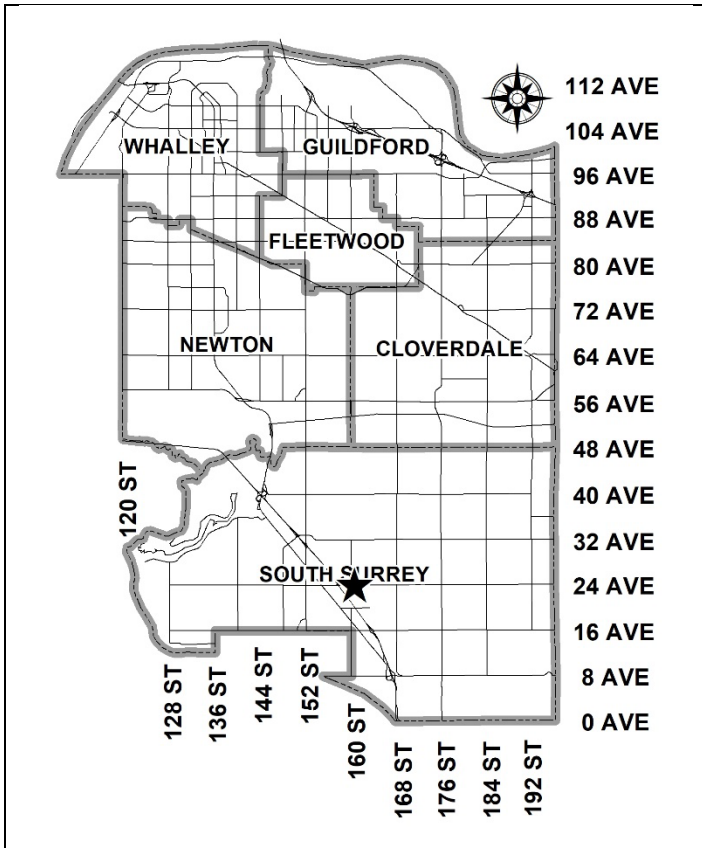 112 AVE
104 AVE
WHALLEY
GUILDFORD
96 AVE
88 AVE
FLEETWOOD
80 AVE
72 AVE
NEWTON
CLOVERDALE
64 AVE
56 AVE
48 AVE
120 ST
40 AVE
32 AVE
SOUTH SURREY
24 AVE
16 AVE
8 AVE
0 AVE
128 ST
136 ST
144 ST
152 ST
160 ST
168 ST
176 ST
184 ST
192 ST